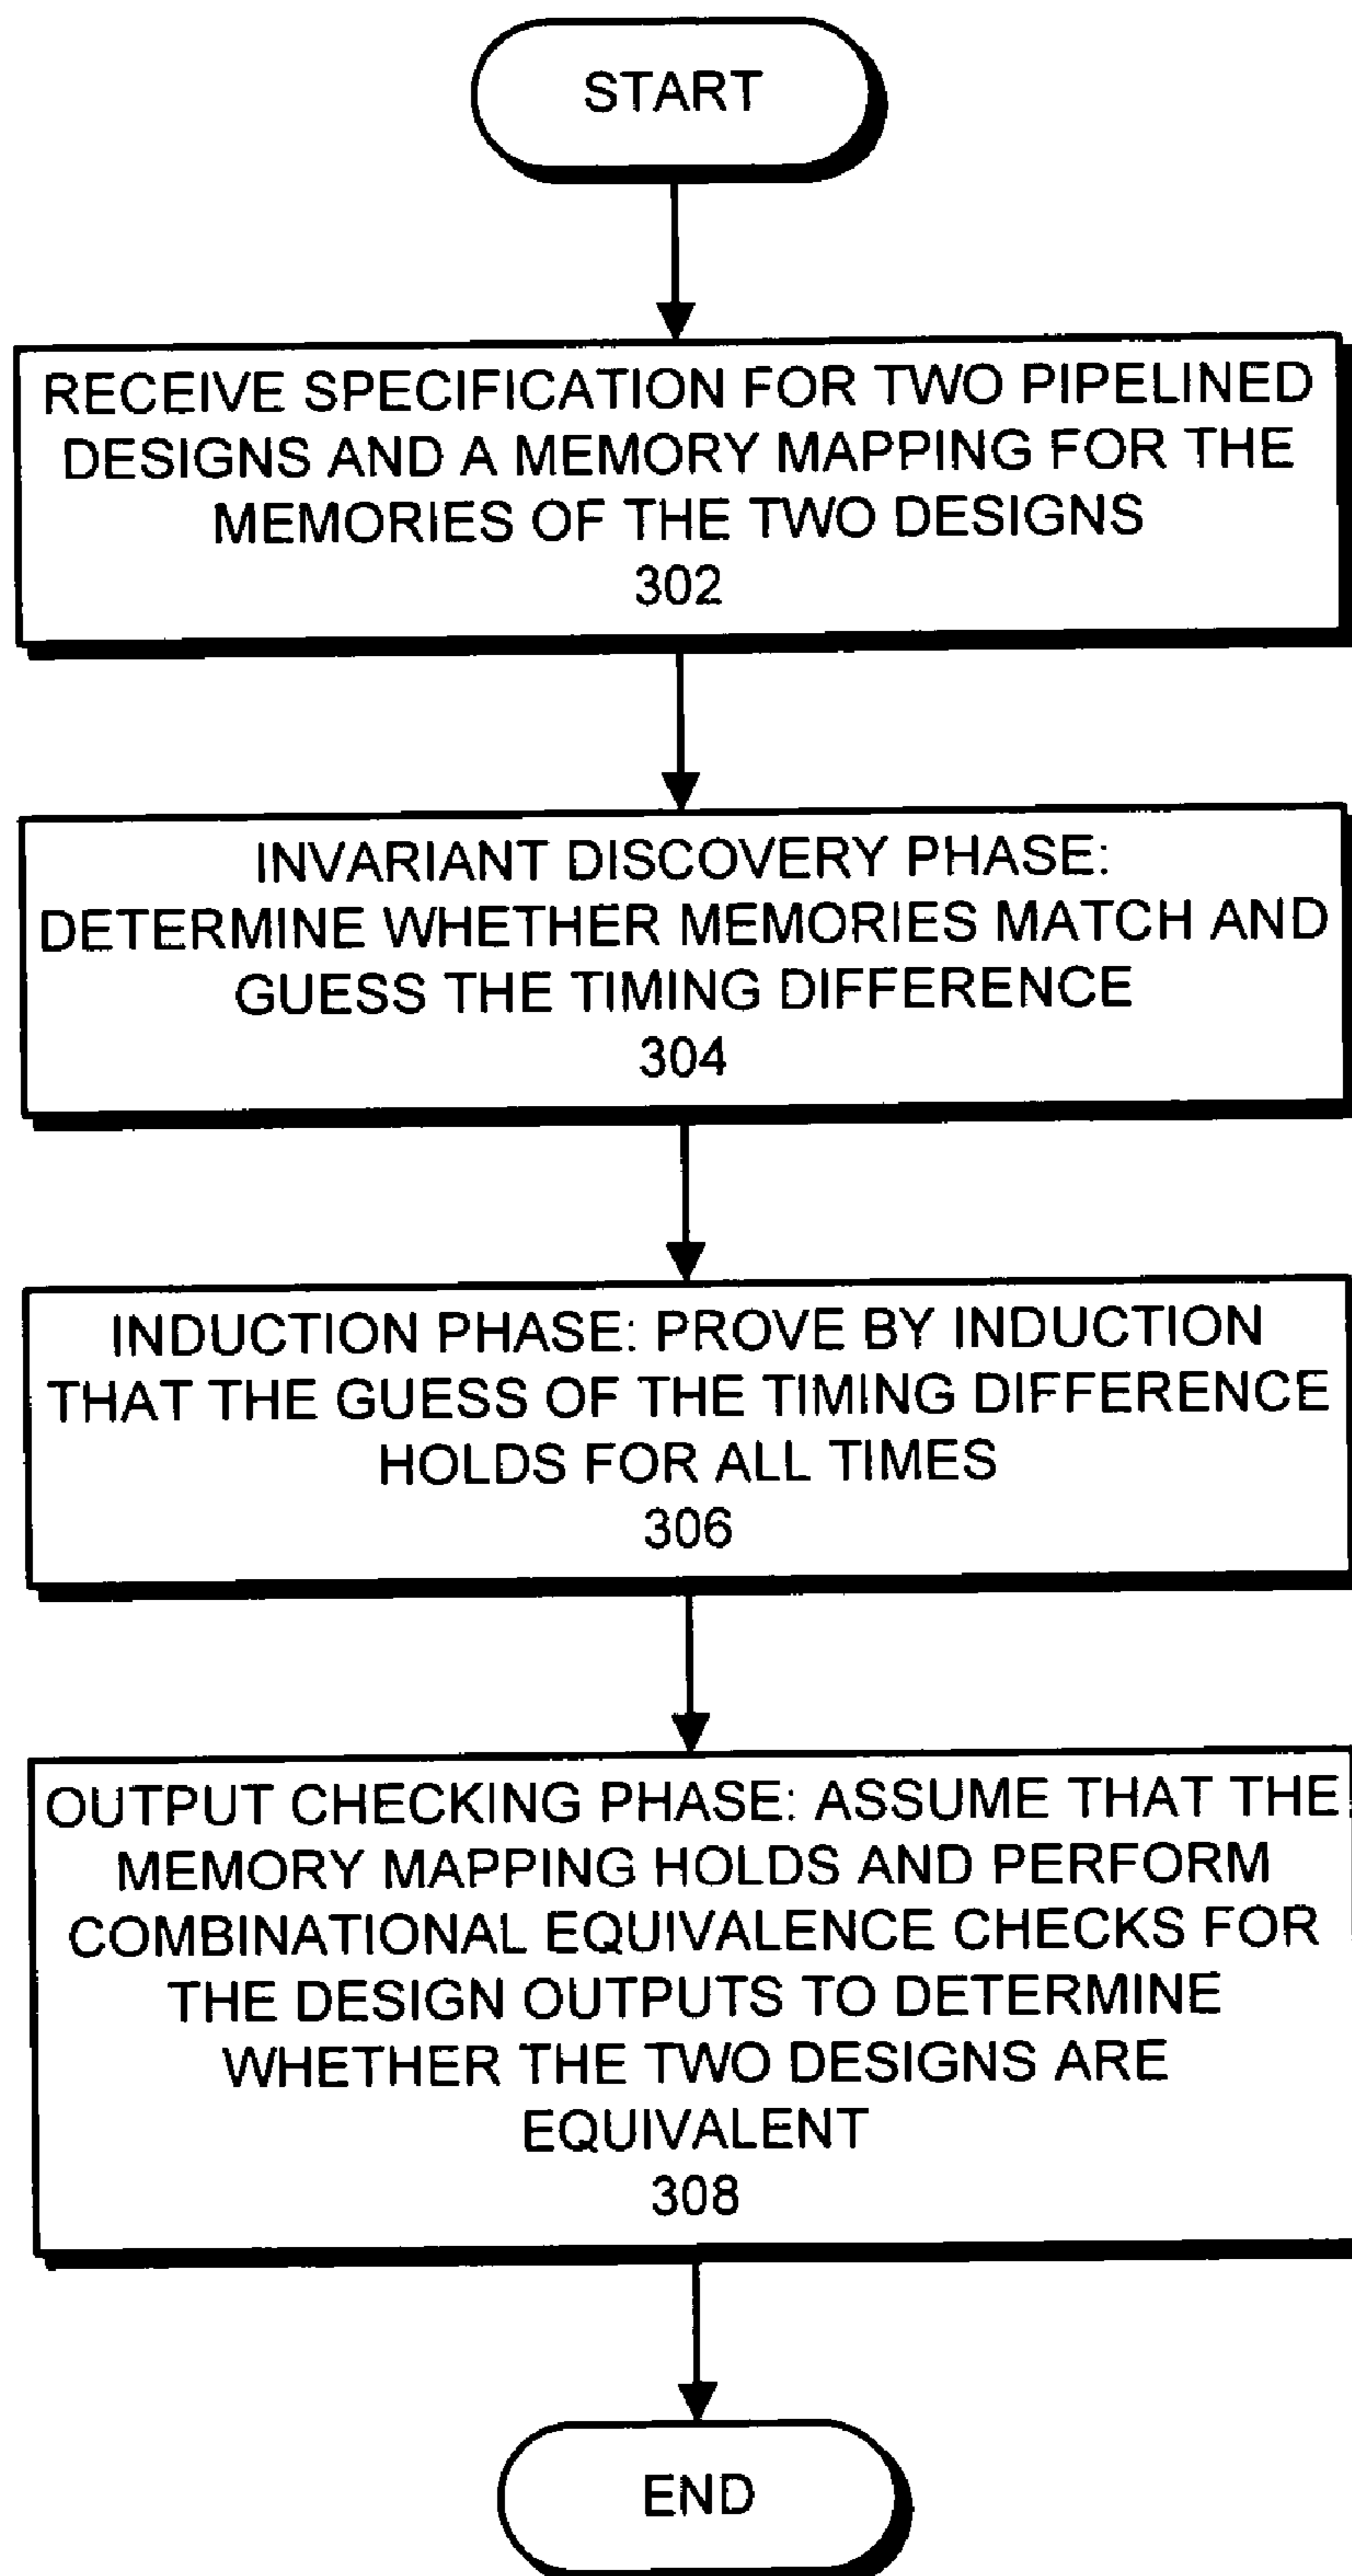 START
RECEIVE SPECIFICATION FOR TWO PIPELINED
DESIGNS AND A MEMORY MAPPING FOR THE
MEMORIES OF THE TWO DESIGNS
302
INVARIANT DISCOVERY PHASE:
DETERMINE WHETHER MEMORIES MATCH AND
GUESS THE TIMING DIFFERENCE
304
INDUCTION PHASE: PROVE BY INDUCTION
THAT THE GUESS OF THE TIMING DIFFERENCE
HOLDS FOR ALL TIMES
306
OUTPUT CHECKING PHASE: ASSUME THAT THE
MEMORY MAPPING HOLDS AND PERFORM
COMBINATIONAL EQUIVALENCE CHECKS FOR
THE DESIGN OUTPUTS TO DETERMINE
WHETHER THE TWO DESIGNS ARE
EQUIVALENT
308
END